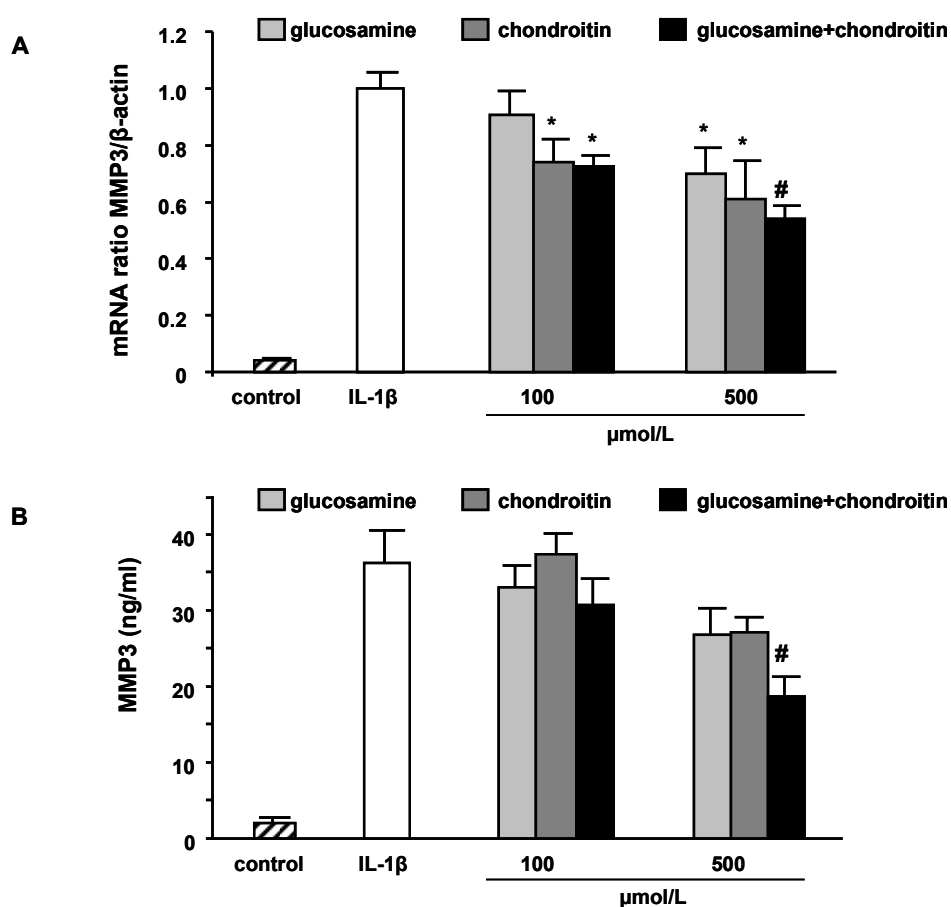 A
glucosamine chondroitin glucosamine+chondroitin
mRNA ratio MMP3/β-actin
1.2
1.0
0.8
0.6
0.4
0.2
0
* * * * #
control IL-1β 100 500
µmol/L
B
glucosamine chondroitin glucosamine+chondroitin
MMP3 (ng/ml)
40
30
20
10
0
#
control IL-1β 100 500
µmol/L